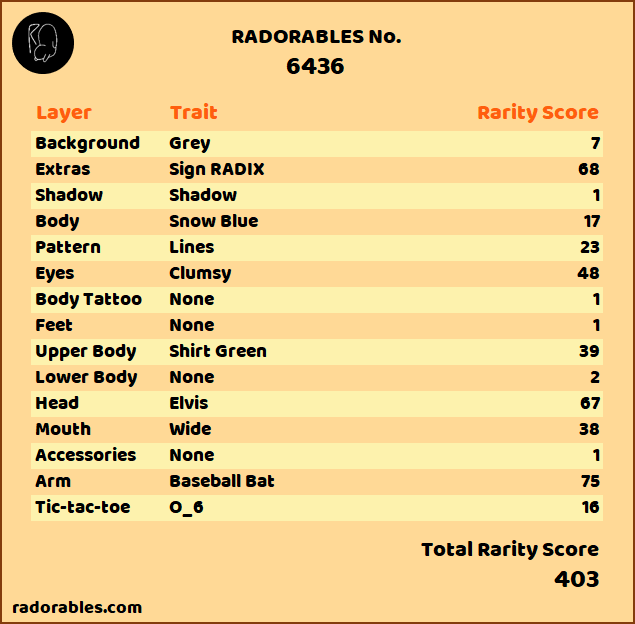 RADORABLES No.
6436
Layer Trait Rarity Score
Background Grey 7
Extras Sign RADIX 68
Shadow Shadow 1
Body Snow Blue 17
Pattern Lines 23
Eyes Clumsy 48
Body Tattoo None 1
Feet None 1
Upper Body Shirt Green 39
Lower Body None 2
Head Elvis 67
Mouth Wide 38
Accessories None 1
Arm Baseball Bat 75
Tic-tac-toe O_6 16
Total Rarity Score
403
radorables.com